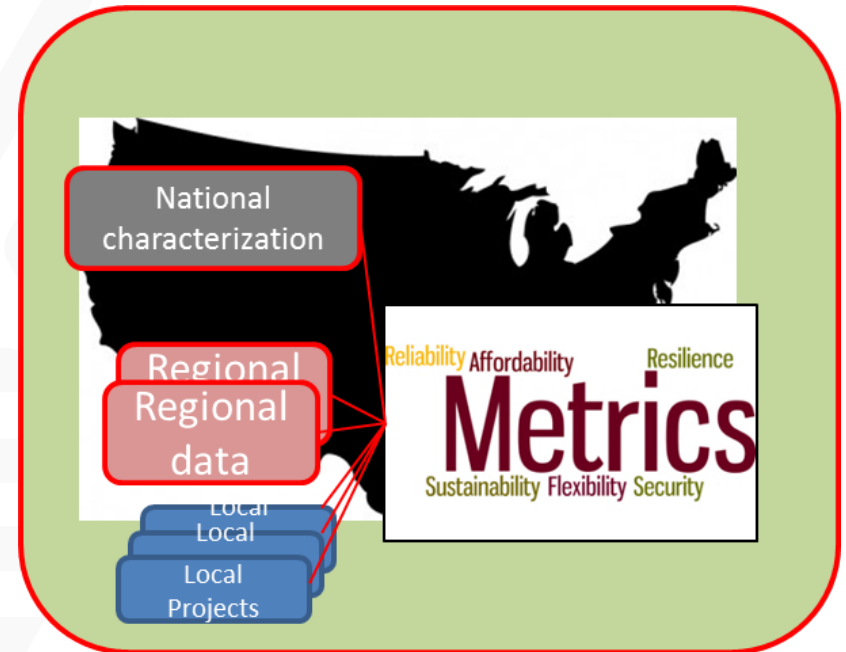 National
characterization
Regional
Regional
data
Local
Local
Local
Projects
Reliability Affordability Resilience
Metrics
Sustainability Flexibility Security